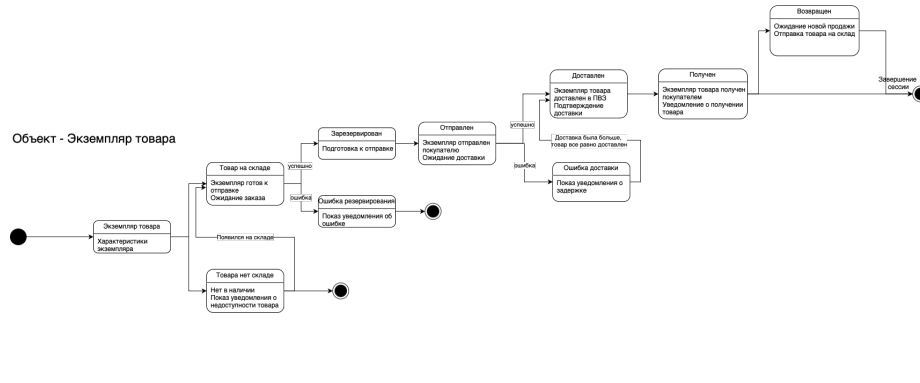 Возвращен
Ожидание новой продажи
Отправка товара на склад
Завершение
сессии
Доставлен
Экземпляр товара
доставлен в ПВЗ
Подтверждение
доставки
Получен
Экземпляр товара получен
покупателем
Уведомление о получении
товара
Объект - Экземпляр товара
Зарезервирован
Подготовка к отправке
Отправлен
Экземпляр отправлен
покупателю
Ожидание доставки
успешно
ошибка
Доставка была больше,
товар все равно доставлен
Ошибка доставки
Показ уведомления о
задержке
Товар на складе
Экземпляр готов к
отправке
Ожидание заказа
успешно
ошибка
Ошибка резервирования
Показ уведомления об
ошибке
Экземпляр товара
Характеристики
экземпляра
Появился на складе
Товара нет складе
Нет в наличии
Показ уведомления о
недоступности товара